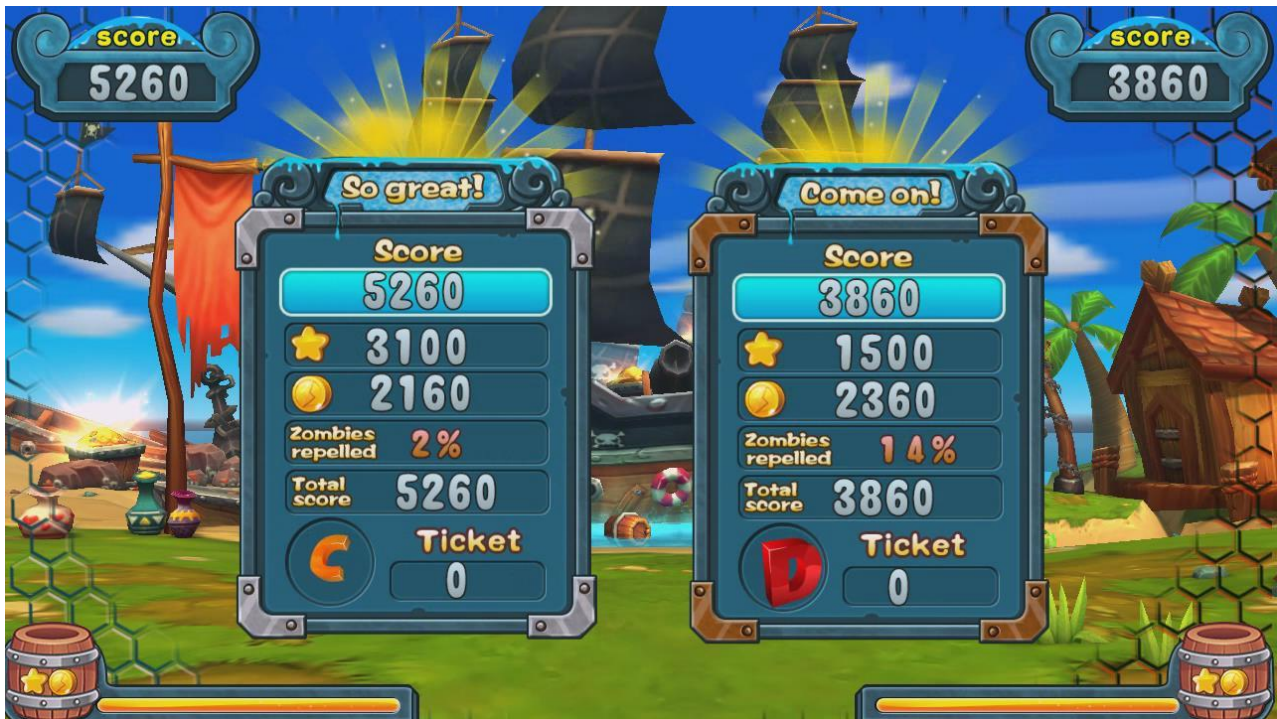 score
5260
score
3860
So great!
Score
5260
3100
2160
Zombies
repelled
2%
Total
score
5260
C
Ticket
0
Come on!
Score
3860
1500
2360
Zombies
repelled
14%
Total
score
3860
D
Ticket
0